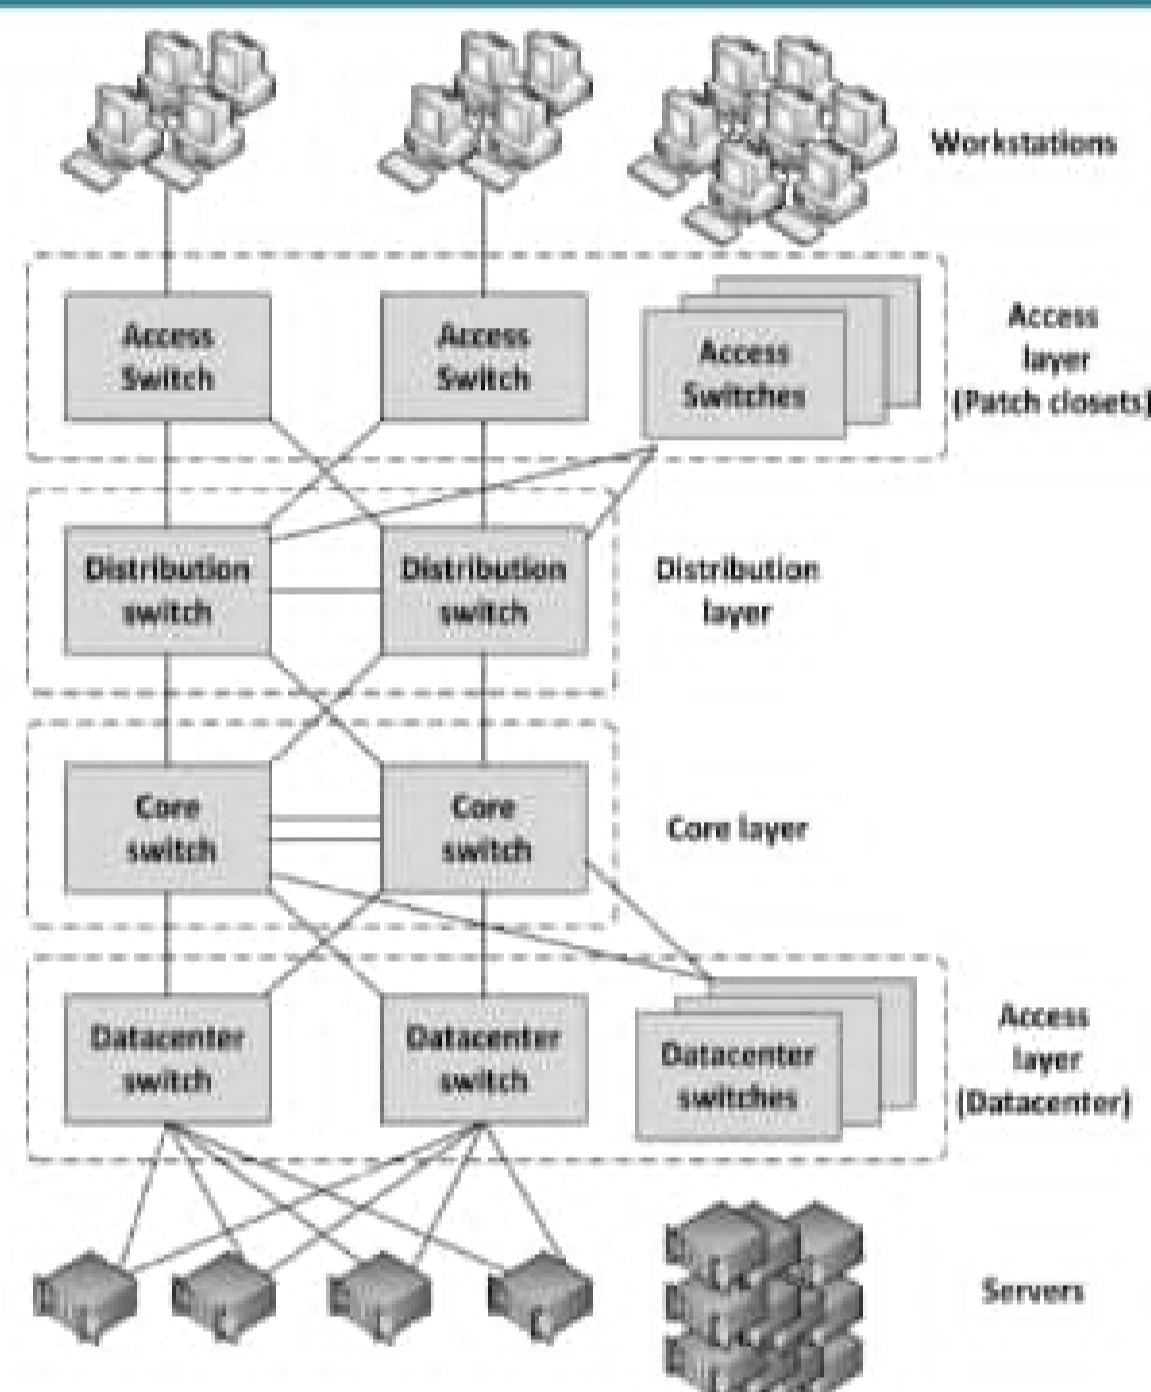 Workstations
Access
Switch
Access
Switch
Access
Switches
Access
layer
(Patch closets)
Distribution
switch
Distribution
switch
Distribution
layer
Core
switch
Core
switch
Core layer
Datacenter
switch
Datacenter
switch
Datacenter
switches
Access
layer
(Datacenter)
Servers